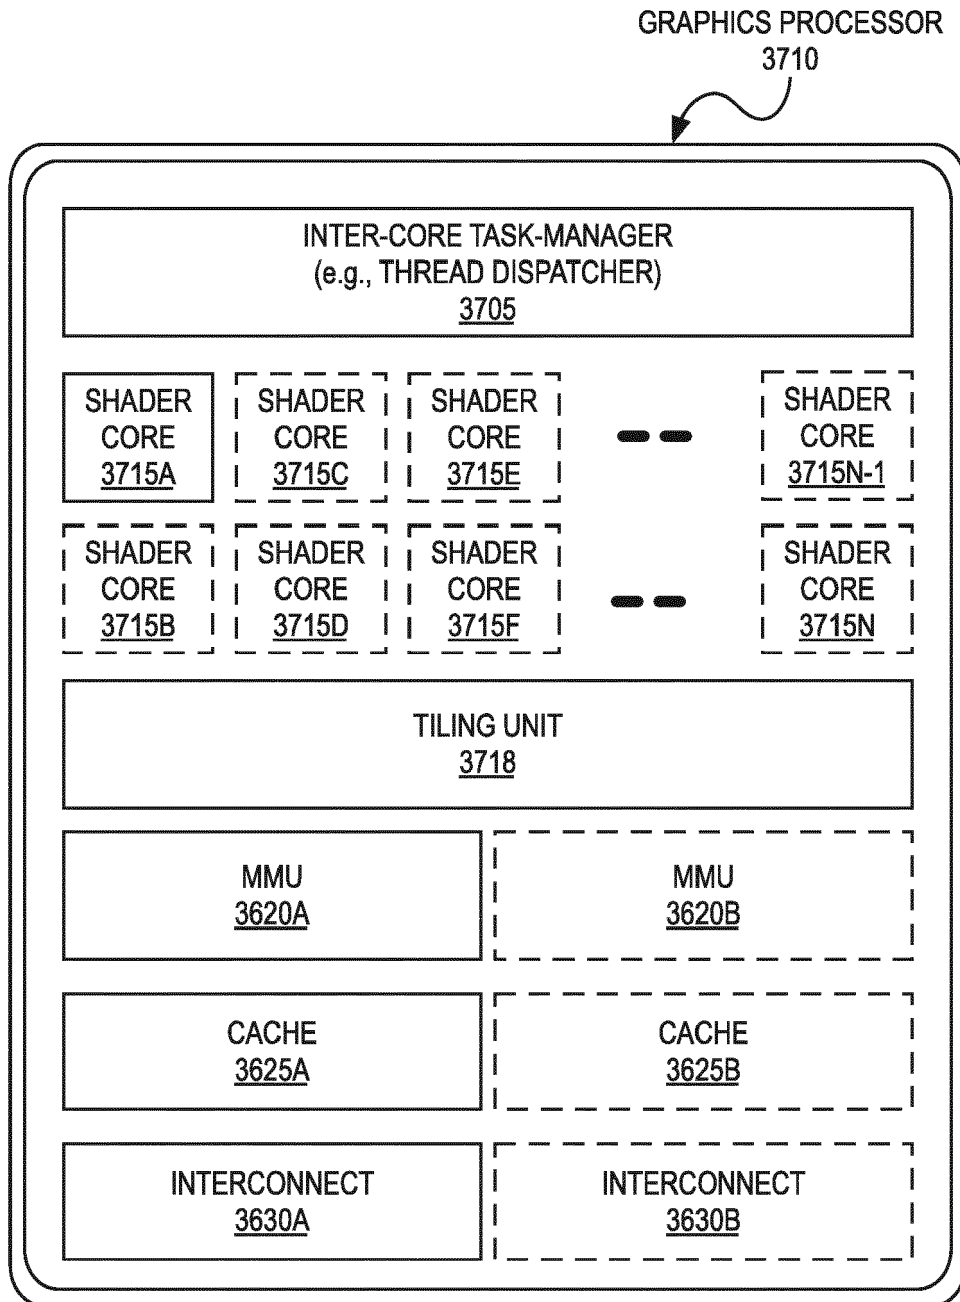 GRAPHICS PROCESSOR
3710
INTER-CORE TASK-MANAGER
(e.g., THREAD DISPATCHER)
3705
SHADER
CORE
3715A
SHADER
CORE
3715C
SHADER
CORE
3715E
SHADER
CORE
3715N-1
SHADER
CORE
3715B
SHADER
CORE
3715D
SHADER
CORE
3715F
SHADER
CORE
3715N
TILING UNIT
3718
MMU
3620A
MMU
3620B
CACHE
3625A
CACHE
3625B
INTERCONNECT
3630A
INTERCONNECT
3630B